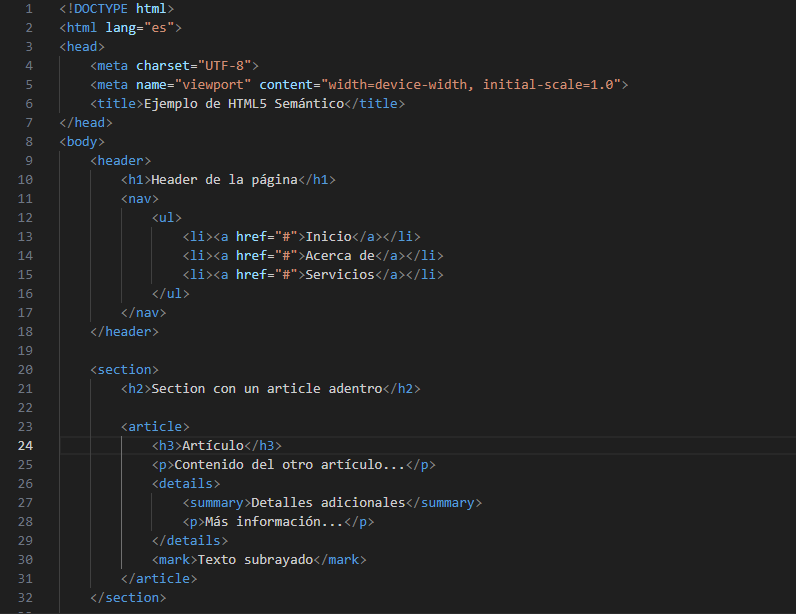 1 <!DOCTYPE html>
2 <html lang="es">
3 <head>
4     <meta charset="UTF-8">
5     <meta name="viewport" content="width=device-width, initial-scale=1.0">
6     <title>Ejemplo de HTML5 Semántico</title>
7 </head>
8 <body>
9     <header>
10         <h1>Header de la página</h1>
11         <nav>
12             <ul>
13                 <li><a href="#">Inicio</a></li>
14                 <li><a href="#">Acerca de</a></li>
15                 <li><a href="#">Servicios</a></li>
16             </ul>
17         </nav>
18     </header>
19
20     <section>
21         <h2>Section con un article adentro</h2>
22
23         <article>
24             <h3>Artículo</h3>
25             <p>Contenido del otro artículo...</p>
26             <details>
27                 <summary>Detalles adicionales</summary>
28                 <p>Más información...</p>
29             </details>
30             <mark>Texto subrayado</mark>
31         </article>
32     </section>